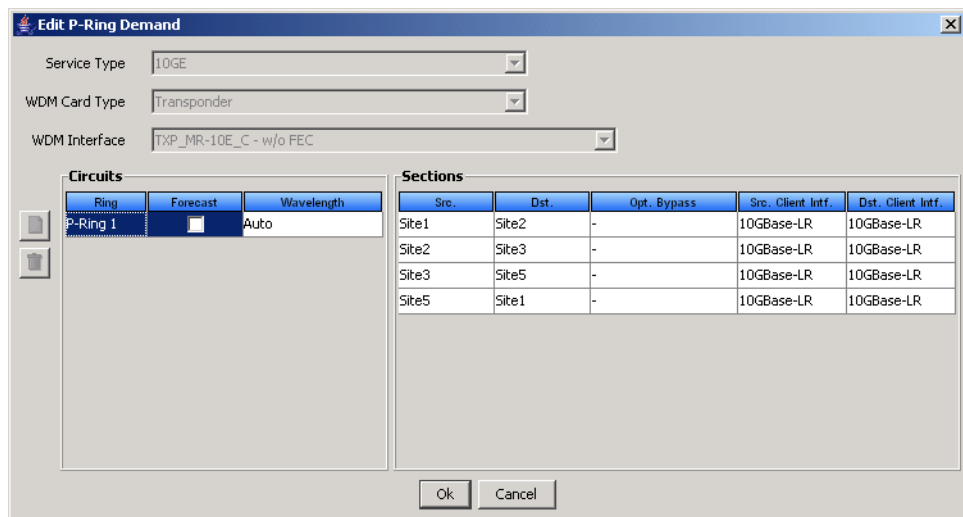 Edit P-Ring Demand
Service Type 10GE
WDM Card Type Transponder
WDM Interface TXP_MR-10E_C - w/o FEC
Circuits
Ring Forecast Wavelength
P-Ring 1 Auto
Sections
Src. Dst. Opt. Bypass Src. Client Intf. Dst. Client Intf.
Site1 Site2 - 10GBase-LR 10GBase-LR
Site2 Site3 - 10GBase-LR 10GBase-LR
Site3 Site5 - 10GBase-LR 10GBase-LR
Site5 Site1 - 10GBase-LR 10GBase-LR
Ok Cancel